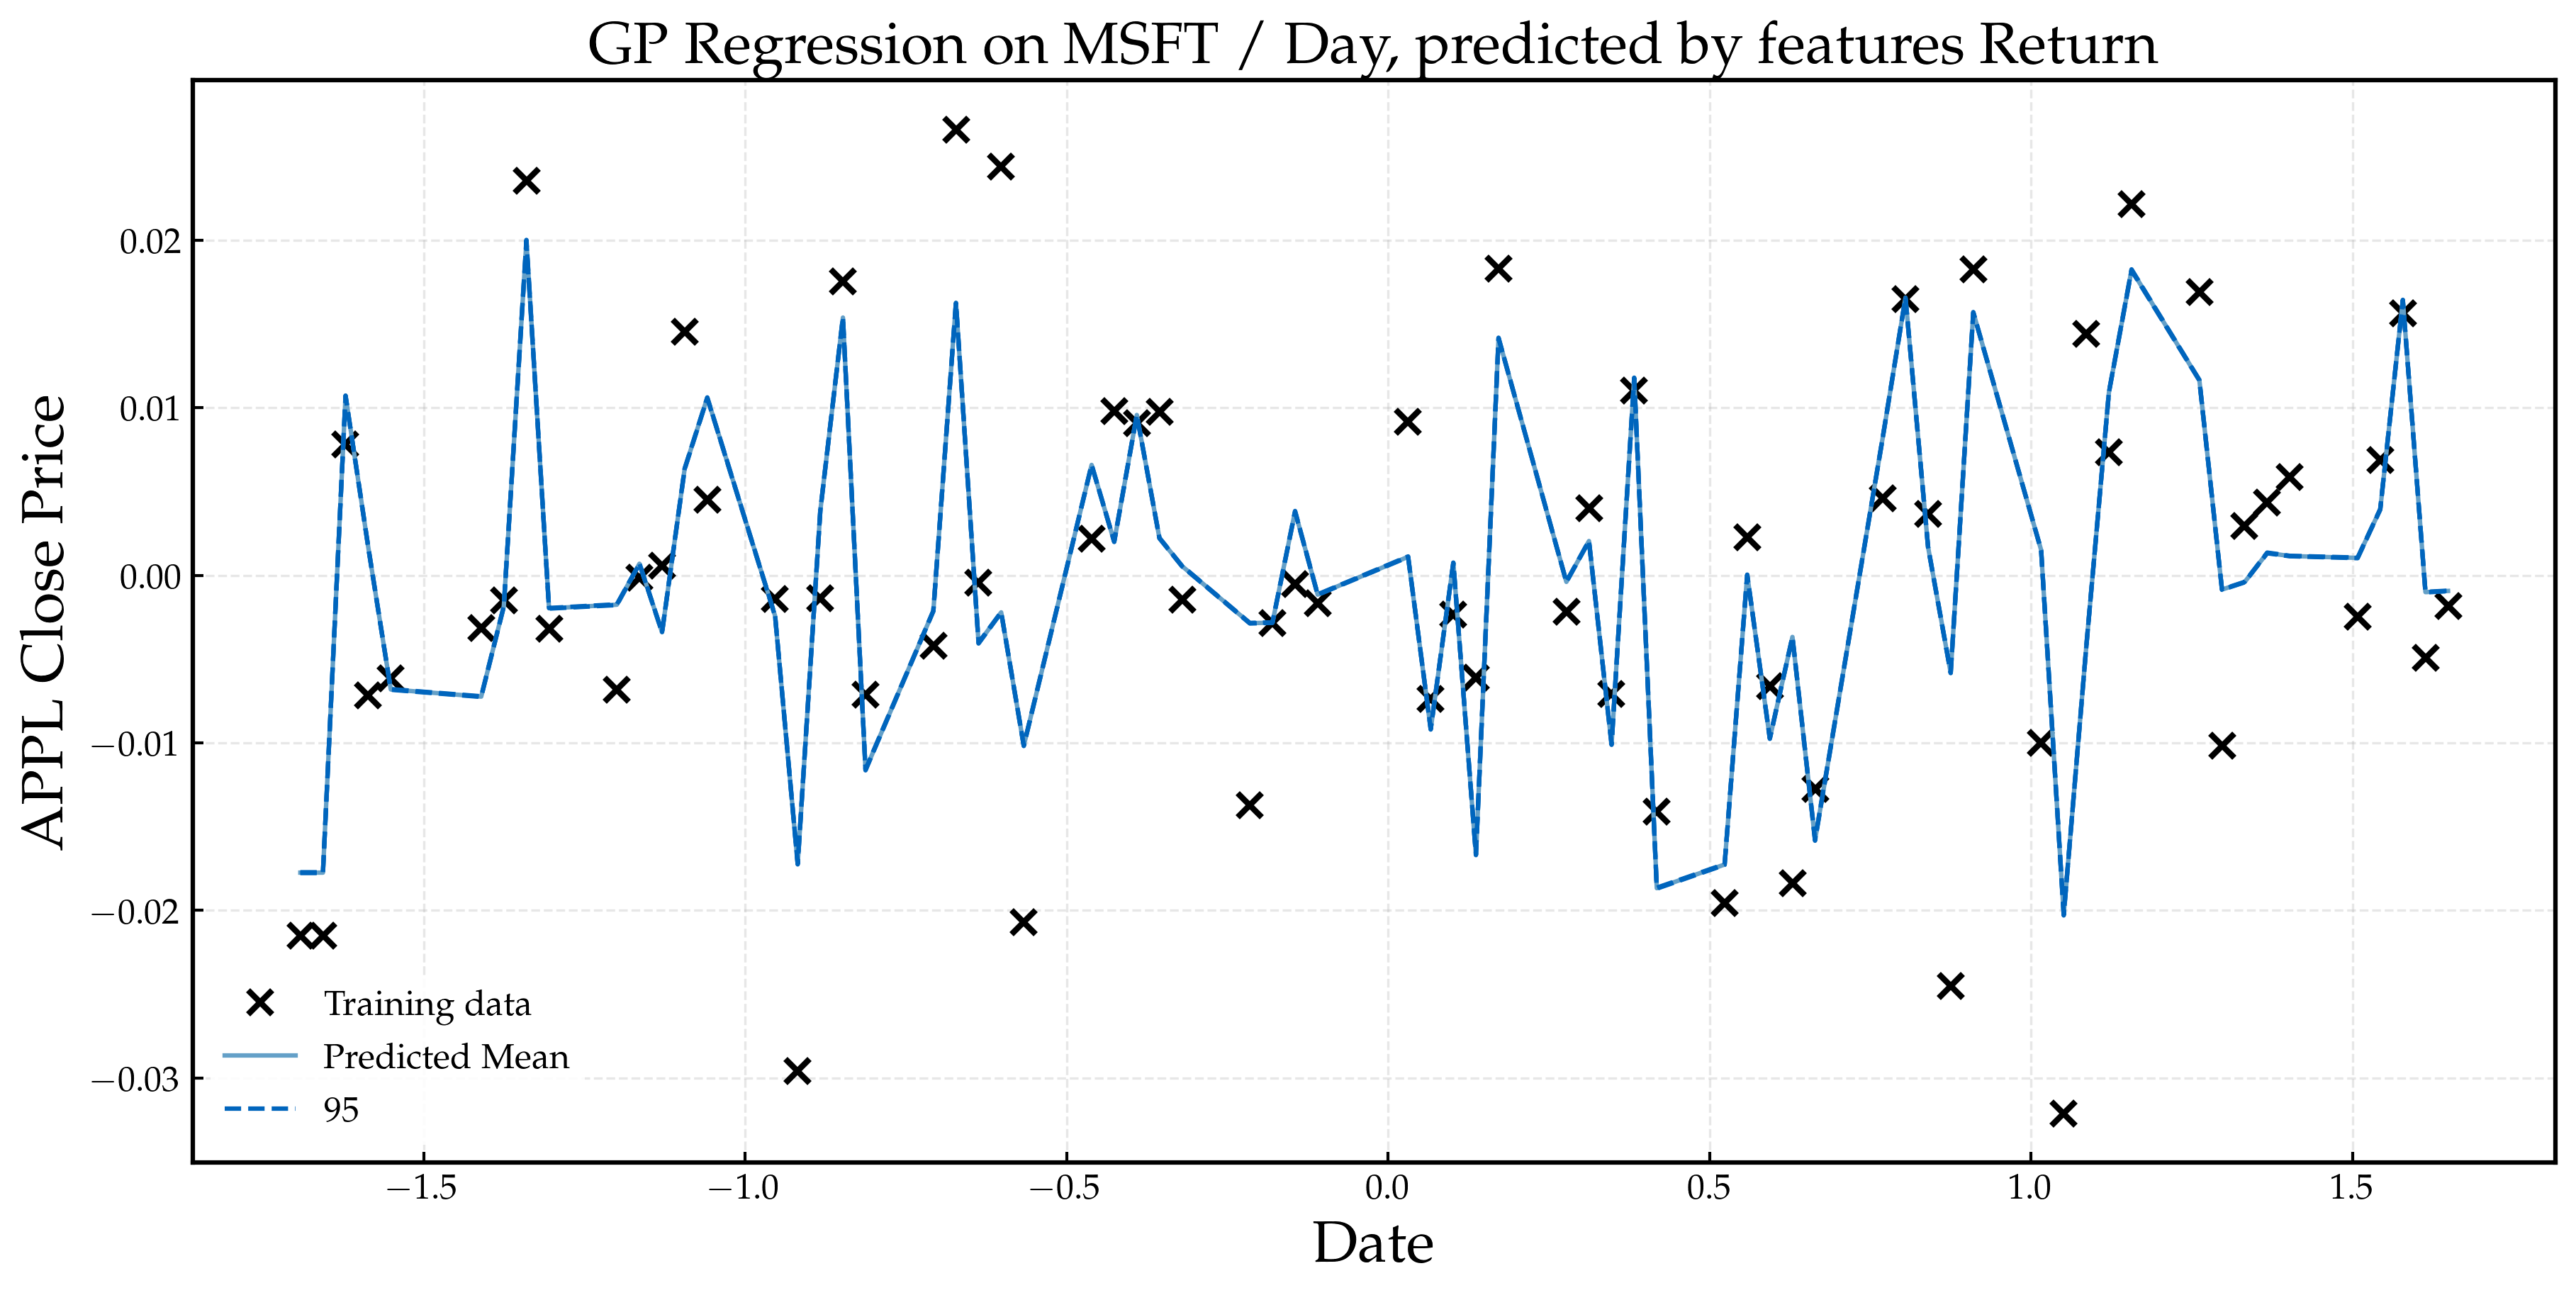 GP Regression on MSFT / Day, predicted by features Return
APPL Close Price
0.02
0.01
0.00
−0.01
−0.02
−0.03
Training data
Predicted Mean
95
−1.5
−1.0
−0.5
0.0
0.5
1.0
1.5
Date